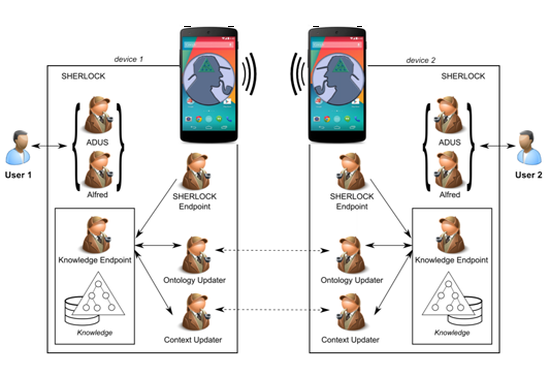 device 1
device 2
SHERLOCK
SHERLOCK
ADUS
ADUS
User 1
User 2
Alfred
Alfred
SHERLOCK
Endpoint
SHERLOCK
Endpoint
Knowledge Endpoint
Knowledge Endpoint
Ontology Updater
Ontology Updater
Knowledge
Knowledge
Context Updater
Context Updater